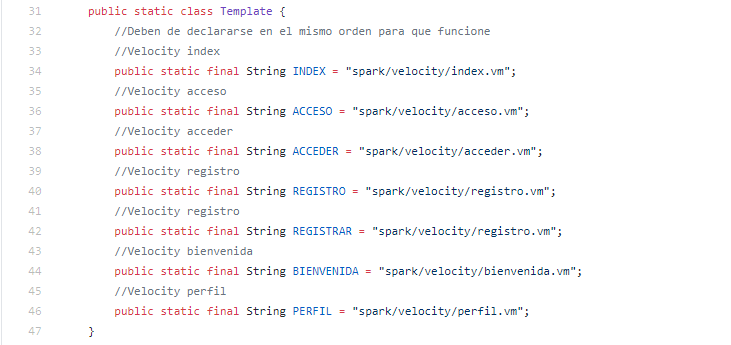 31 public static class Template {
32 //Deben de declararse en el mismo orden para que funcione
33 //Velocity index
34 public static final String INDEX = "spark/velocity/index.vm";
35 //Velocity acceso
36 public static final String ACCESO = "spark/velocity/acceso.vm";
37 //Velocity acceder
38 public static final String ACCEDER = "spark/velocity/acceder.vm";
39 //Velocity registro
40 public static final String REGISTRO = "spark/velocity/registro.vm";
41 //Velocity registro
42 public static final String REGISTRAR = "spark/velocity/registro.vm";
43 //Velocity bienvenida
44 public static final String BIENVENIDA = "spark/velocity/bienvenida.vm";
45 //Velocity perfil
46 public static final String PERFIL = "spark/velocity/perfil.vm";
47 }